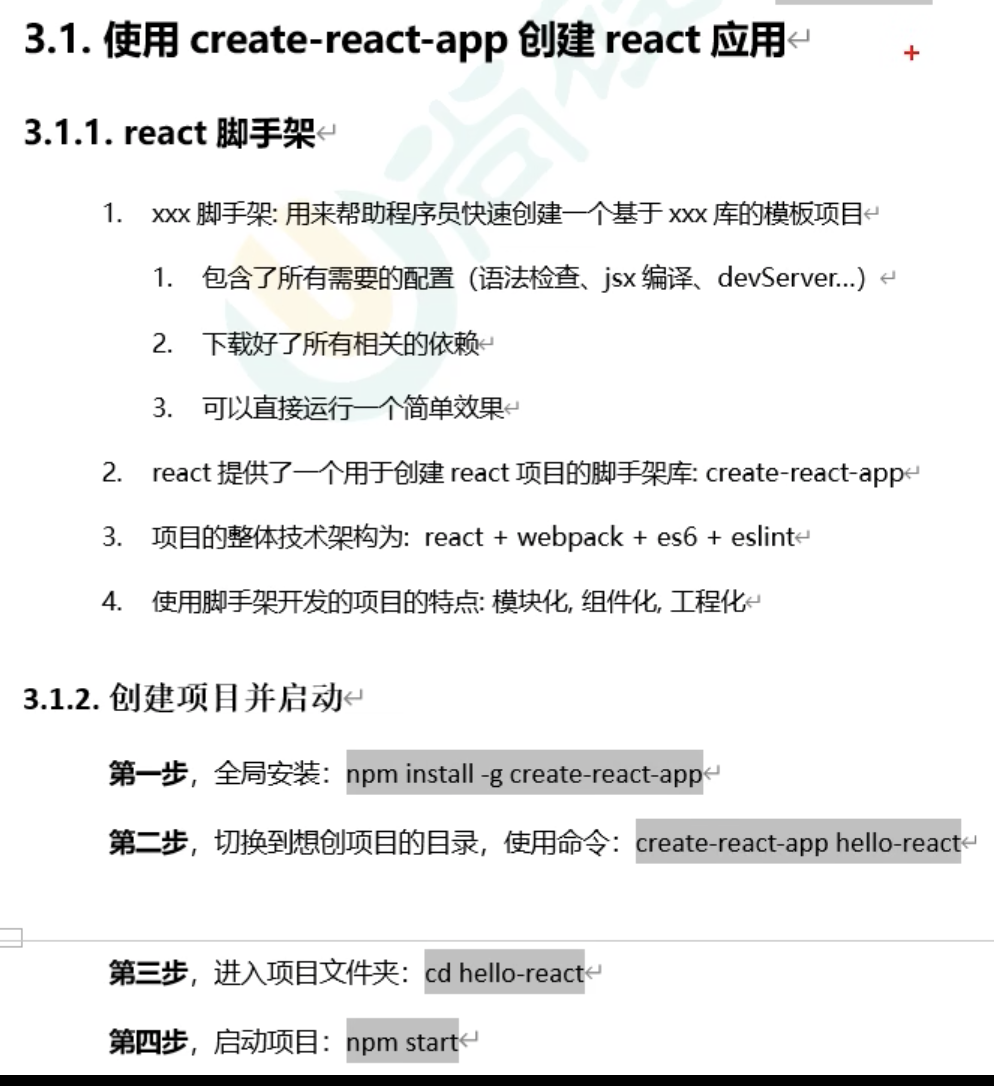 3.1. 使用 create-react-app 创建 react 应用
3.1.1. react 脚手架
1. xxx 脚手架: 用来帮助程序员快速创建一个基于 xxx 库的模板项目
1. 包含了所有需要的配置（语法检查、jsx 编译、devServer…）
2. 下载好了所有相关的依赖
3. 可以直接运行一个简单效果
2. react 提供了一个用于创建 react 项目的脚手架库: create-react-app
3. 项目的整体技术架构为: react + webpack + es6 + eslint
4. 使用脚手架开发的项目的特点: 模块化, 组件化, 工程化
3.1.2. 创建项目并启动
第一步，全局安装：npm install -g create-react-app
第二步，切换到想创项目的目录，使用命令：create-react-app hello-react
第三步，进入项目文件夹：cd hello-react
第四步，启动项目：npm start